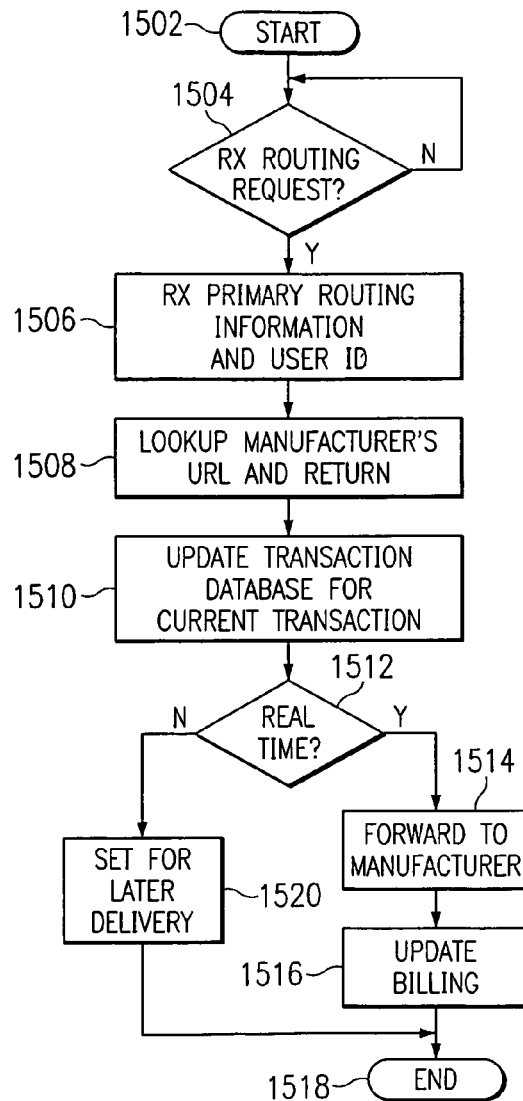 1502
START
1504
RX ROUTING
REQUEST?
N
Y
1506
RX PRIMARY ROUTING
INFORMATION
AND USER ID
1508
LOOKUP MANUFACTURER'S
URL AND RETURN
1510
UPDATE TRANSACTION
DATABASE FOR
CURRENT TRANSACTION
1512
N
REAL
TIME?
Y
1514
FORWARD TO
MANUFACTURER
SET FOR
LATER
DELIVERY
1520
1516
UPDATE
BILLING
1518
END